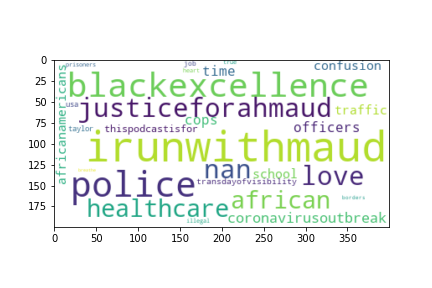 0
25
50
75
100
125
150
175
0 50 100 150 200 250 300 350
prisoners job true
heart time confusion
blackexcellence
africanamericans
usa justiceforahmaud traffic
cops
taylor thispodcastisfor officers
irunwithmaud
nan school love
police transdayofvisibility
healthcare african borders
illegal coronavirusoutbreak